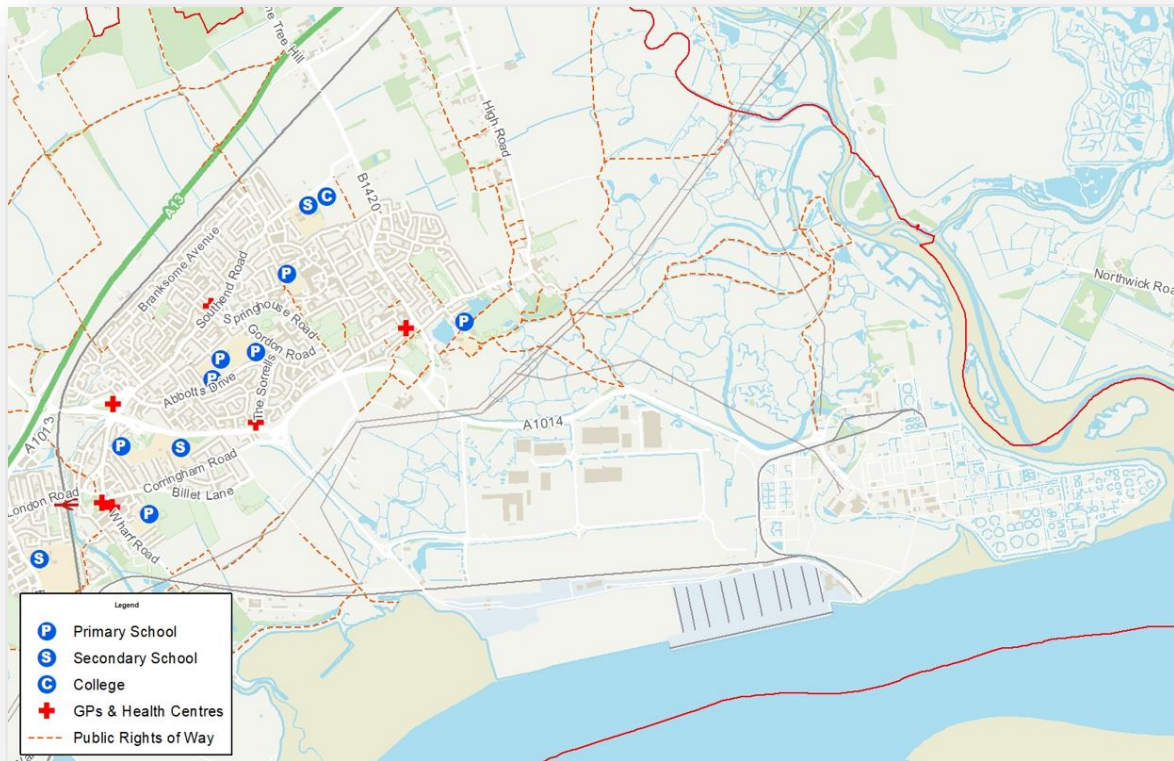 Tree Hill
High Road
B1420
A13
S
C
Branksome Avenue
P
Southend Road
Springhouse Road
Gordon Road
P
P
P
P
Abbotts Drive
The Sorrells
Northwick Road
A1013
A1014
P
S
Corringham Road
Billet Lane
London Road
P
Wharf Road
S
Legend
P Primary School
S Secondary School
C College
GPs & Health Centres
Public Rights of Way